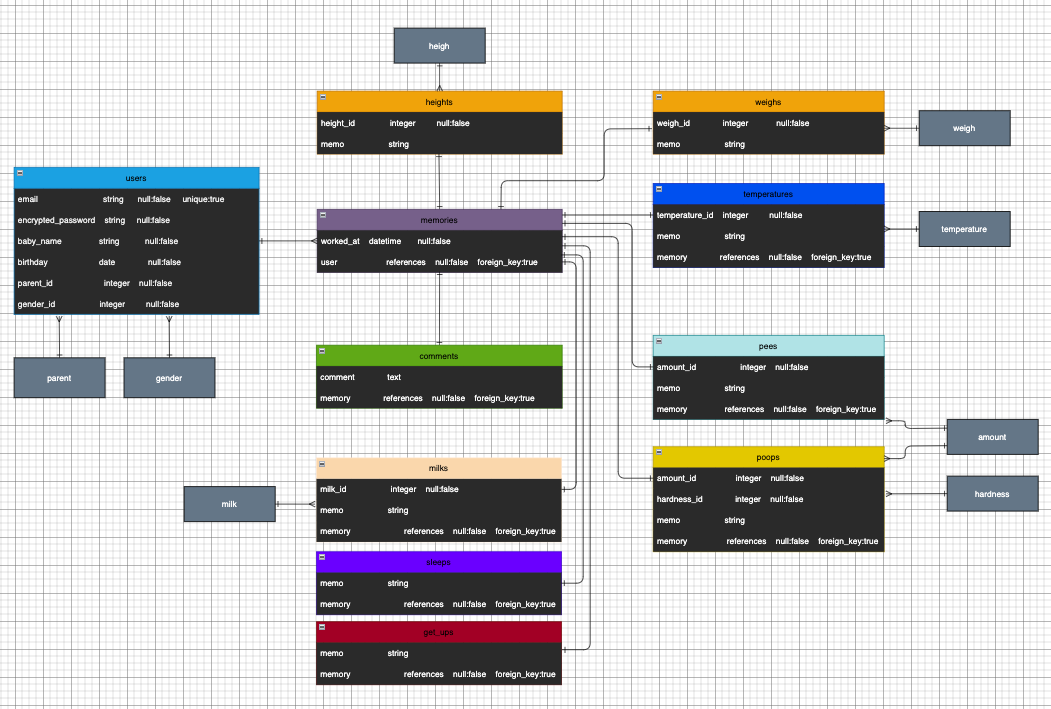 heigh
heights
height_id integer null:false
memo string
weighs
weigh_id integer null:false
memo string
weigh
users
email string null:false unique:true
encrypted_password string null:false
baby_name string null:false
birthday date null:false
parent_id integer null:false
gender_id integer null:false
parent
gender
memories
worked_at datetime null:false
user references null:false foreign_key:true
temperatures
temperature_id integer null:false
memo string
memory references null:false foreign_key:true
temperature
comments
comment text
memory references null:false foreign_key:true
pees
amount_id integer null:false
memo string
memory references null:false foreign_key:true
amount
poops
amount_id integer null:false
hardness_id integer null:false
memo string
memory references null:false foreign_key:true
hardness
milk
milks
milk_id integer null:false
memo string
memory references null:false foreign_key:true
sleeps
memo string
memory references null:false foreign_key:true
get_ups
memo string
memory references null:false foreign_key:true